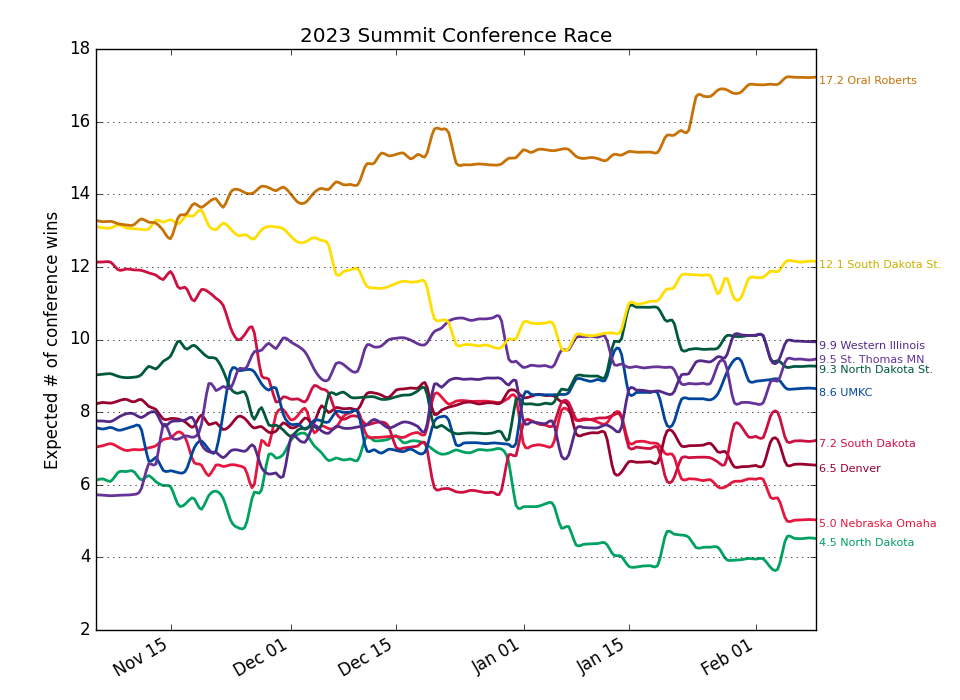 2023 Summit Conference Race
Expected # of conference wins
18
16
14
12
10
8
6
4
2
Nov 15
Dec 01
Dec 15
Jan 01
Jan 15
Feb 01
17.2 Oral Roberts
12.1 South Dakota St.
9.9 Western Illinois
9.5 St. Thomas MN
9.3 North Dakota St.
8.6 UMKC
7.2 South Dakota
6.5 Denver
5.0 Nebraska Omaha
4.5 North Dakota